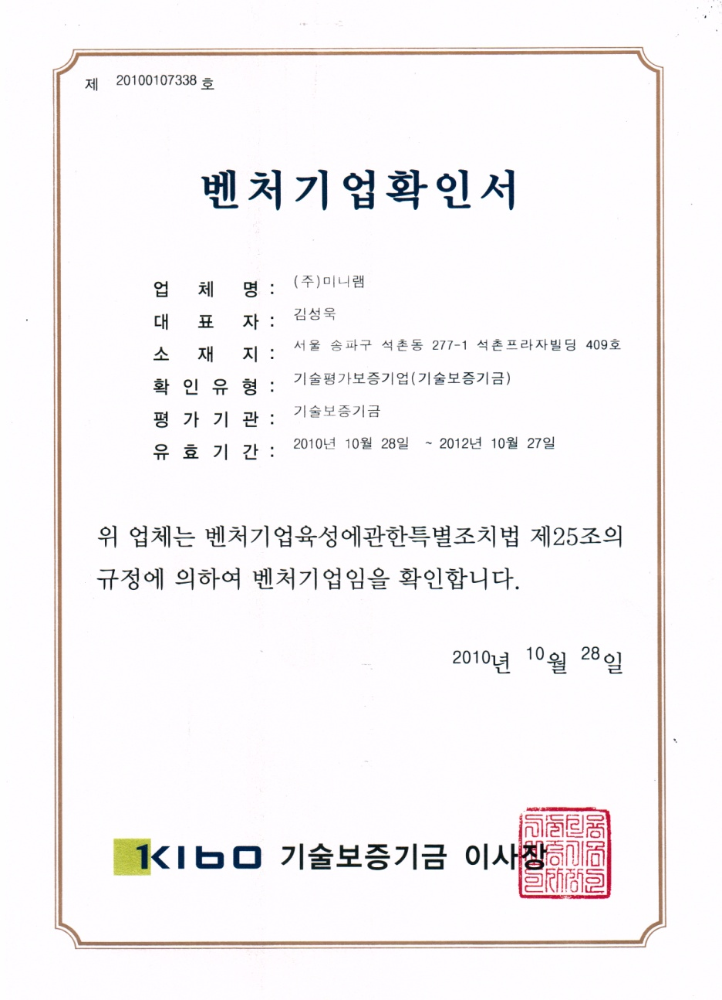 제 20100107338 호
벤처기업확인서
업 체 명 : (주)미니램
대 표 자 : 김성욱
소 재 지 : 서울 송파구 석촌동 277-1 석촌프라자빌딩 409호
확 인 유 형 : 기술평가보증기업(기술보증기금)
평 가 기 관 : 기술보증기금
유 효 기 간 : 2010년 10월 28일 ~ 2012년 10월 27일
위 업체는 벤처기업육성에관한특별조치법 제25조의
규정에 의하여 벤처기업임을 확인합니다.
2010년 10월 28일
KIBO 기술보증기금 이사장